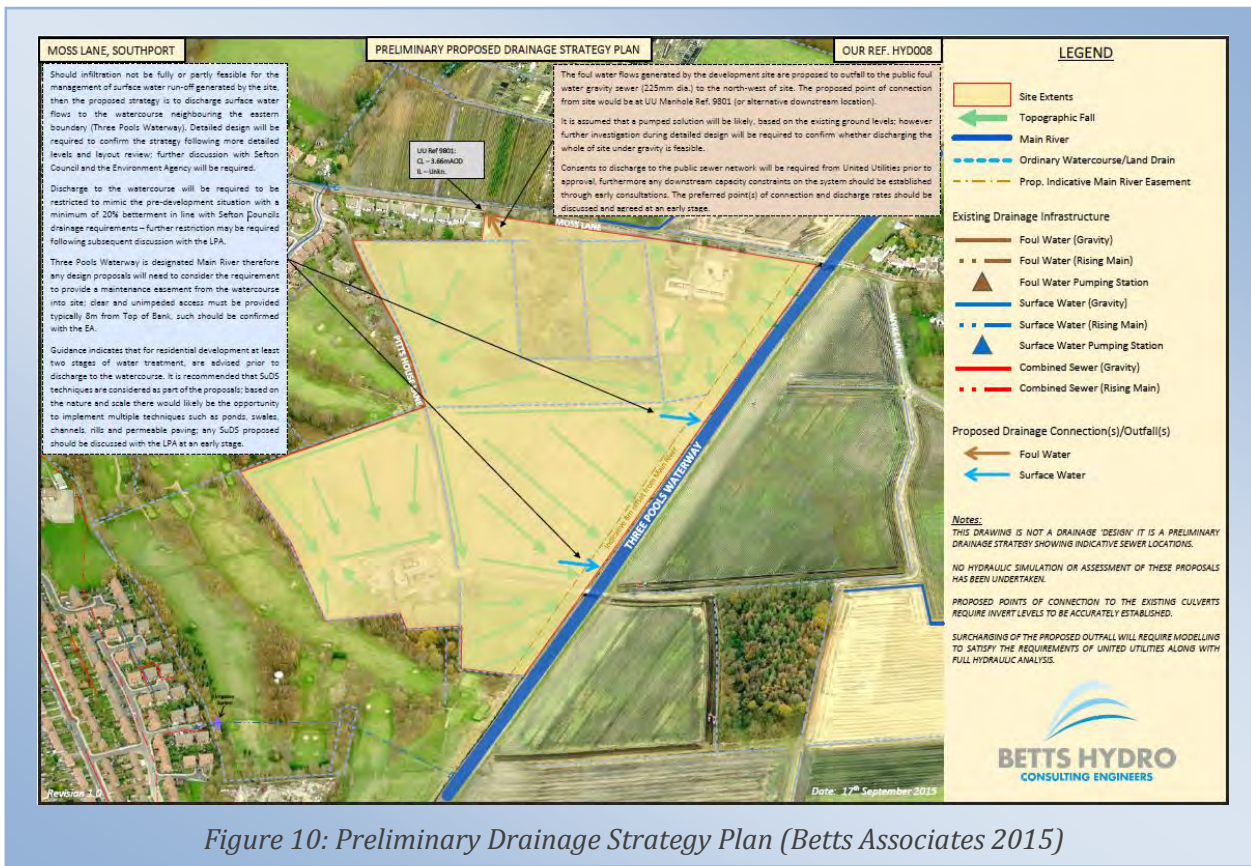 MOSS LANE, SOUTHPORT
PRELIMINARY PROPOSED DRAINAGE STRATEGY PLAN
OUR REF. HYD008
Should infiltration not be fully or partly feasible for the
management of surface water run-off generated by the site,
then the proposed strategy is to discharge surface water
flows to the watercourse neighbouring the eastern
boundary (Three Pools Waterway). Detailed design will be
required to confirm the strategy following more detailed
levels and layout review; further discussion with Sefton
Council and the Environment Agency will be required.
Discharge to the watercourse will be required to be
restricted to mimic the pre-development situation with a
minimum of 20% betterment in line with Sefton Councils
drainage requirements – further restriction may be required
following subsequent discussion with the LPA.
Three Pools Waterway is designated Main River therefore
any design proposals will need to consider the requirement
to provide a maintenance easement from the watercourse
into site; clear and unimpeded access must be provided
typically 8m from Top of Bank, such should be confirmed
with the EA.
Guidance indicates that for residential development at least
two stages of water treatment, are advised prior to
discharge to the watercourse. It is recommended that SuDS
techniques are considered as part of the proposals; based on
the nature and scale there would likely be the opportunity
to implement multiple techniques such as ponds, swales,
channels, rills and permeable paving; any SuDS proposed
should be discussed with the LPA at an early stage.
The foul water flows generated by the development site are proposed to outfall to the public foul
water gravity sewer (225mm dia.) to the north-west of site. The proposed point of connection
from site would be at UU Manhole Ref. 9801 (or alternative downstream location).
It is assumed that a pumped solution will be likely, based on the existing ground levels; however
further investigation during detailed design will be required to confirm whether discharging the
whole of site under gravity is feasible.
Consents to discharge to the public sewer network will be required from United Utilities prior to
approval, furthermore any downstream capacity constraints on the system should be established
through early consultations. The preferred point(s) of connection and discharge rates should be
discussed and agreed at an early stage.
UU Ref 9801:
CL – 3.66mAOD
IL – Unkn.
MOSS LANE
PITTS HOUSE LANE
WYKE LANE
Indicative 8m offset from Main River
THREE POOLS WATERWAY
Revision 1.0
Date: 17th September 2015
LEGEND
Site Extents
Topographic Fall
Main River
Ordinary Watercourse/Land Drain
Prop. Indicative Main River Easement
Existing Drainage Infrastructure
Foul Water (Gravity)
Foul Water (Rising Main)
Foul Water Pumping Station
Surface Water (Gravity)
Surface Water (Rising Main)
Surface Water Pumping Station
Combined Sewer (Gravity)
Combined Sewer (Rising Main)
Proposed Drainage Connection(s)/Outfall(s)
Foul Water
Surface Water
Notes:
THIS DRAWING IS NOT A DRAINAGE 'DESIGN' IT IS A PRELIMINARY
DRAINAGE STRATEGY SHOWING INDICATIVE SEWER LOCATIONS.
NO HYDRAULIC SIMULATION OR ASSESSMENT OF THESE PROPOSALS
HAS BEEN UNDERTAKEN.
PROPOSED POINTS OF CONNECTION TO THE EXISTING CULVERTS
REQUIRE INVERT LEVELS TO BE ACCURATELY ESTABLISHED.
SURCHARGING OF THE PROPOSED OUTFALL WILL REQUIRE MODELLING
TO SATISFY THE REQUIREMENTS OF UNITED UTILITIES ALONG WITH
FULL HYDRAULIC ANALYSIS.
BETTS HYDRO
CONSULTING ENGINEERS
Figure 10: Preliminary Drainage Strategy Plan (Betts Associates 2015)